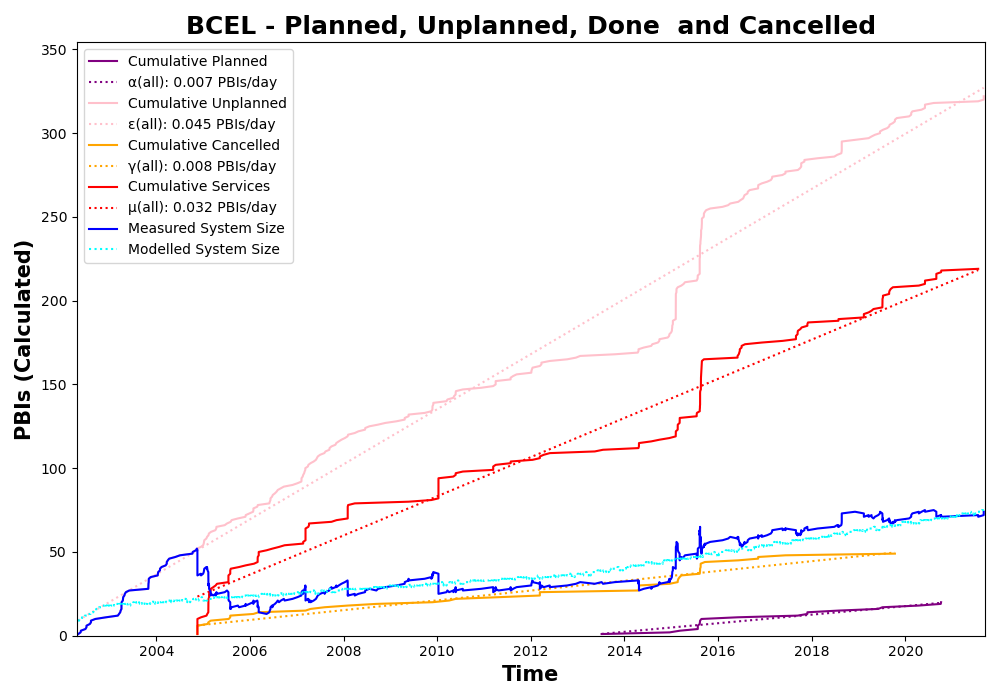 BCEL - Planned, Unplanned, Done  and Cancelled
350
300
250
200
150
100
50
0
PBIs (Calculated)
Cumulative Planned
α(all): 0.007 PBIs/day
Cumulative Unplanned
ε(all): 0.045 PBIs/day
Cumulative Cancelled
γ(all): 0.008 PBIs/day
Cumulative Services
μ(all): 0.032 PBIs/day
Measured System Size
Modelled System Size
2004 2006 2008 2010 2012 2014 2016 2018 2020
Time